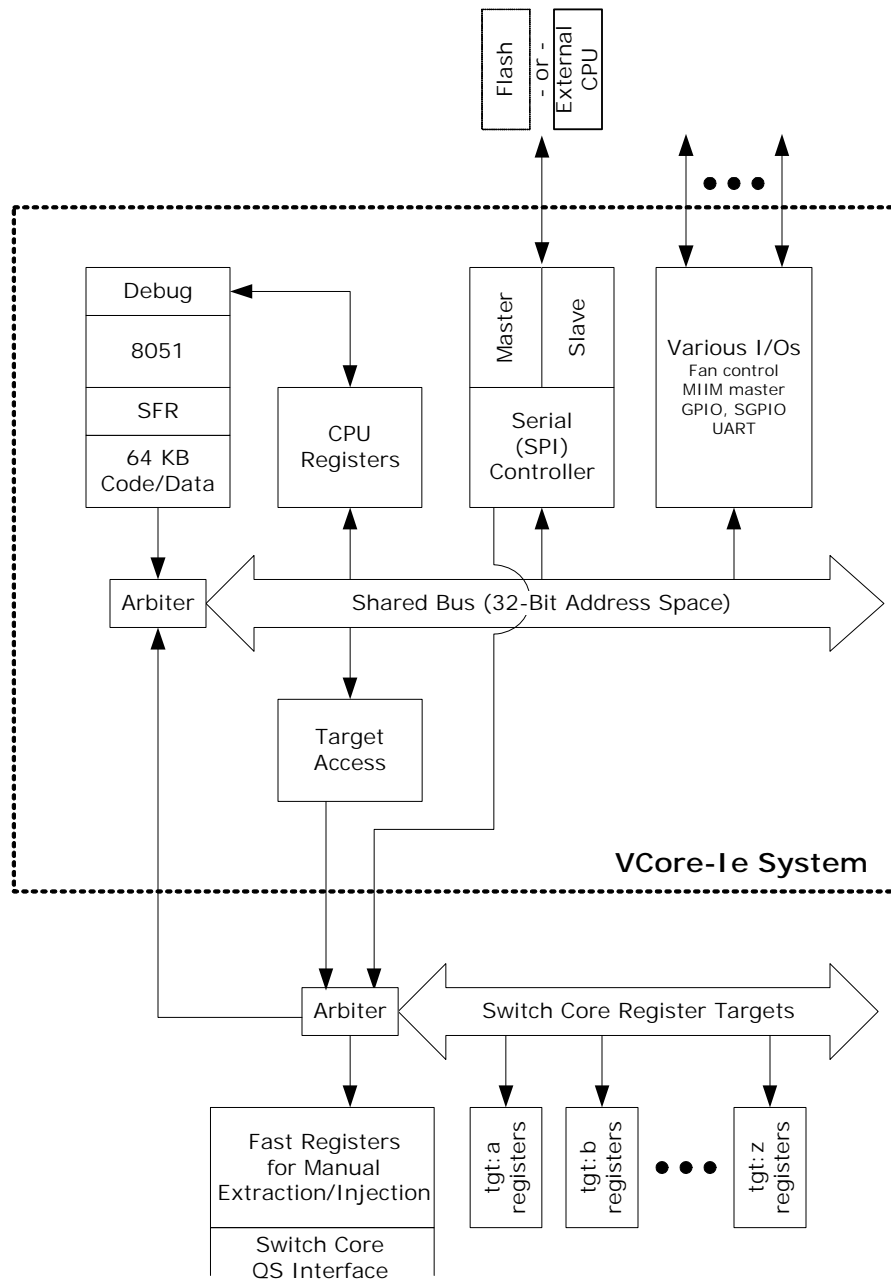 Flash
- or -
External
CPU
Debug
8051
SFR
64 KB
Code/Data
CPU
Registers
Master
Slave
Serial
(SPI)
Controller
Various I/Os
Fan control
MIIM master
GPIO, SGPIO
UART
Arbiter
Shared Bus (32-Bit Address Space)
Target
Access
VCore-Ie System
Arbiter
Switch Core Register Targets
Fast Registers
for Manual
Extraction/Injection
Switch Core
QS Interface
tgt:a
registers
tgt:b
registers
tgt:z
registers